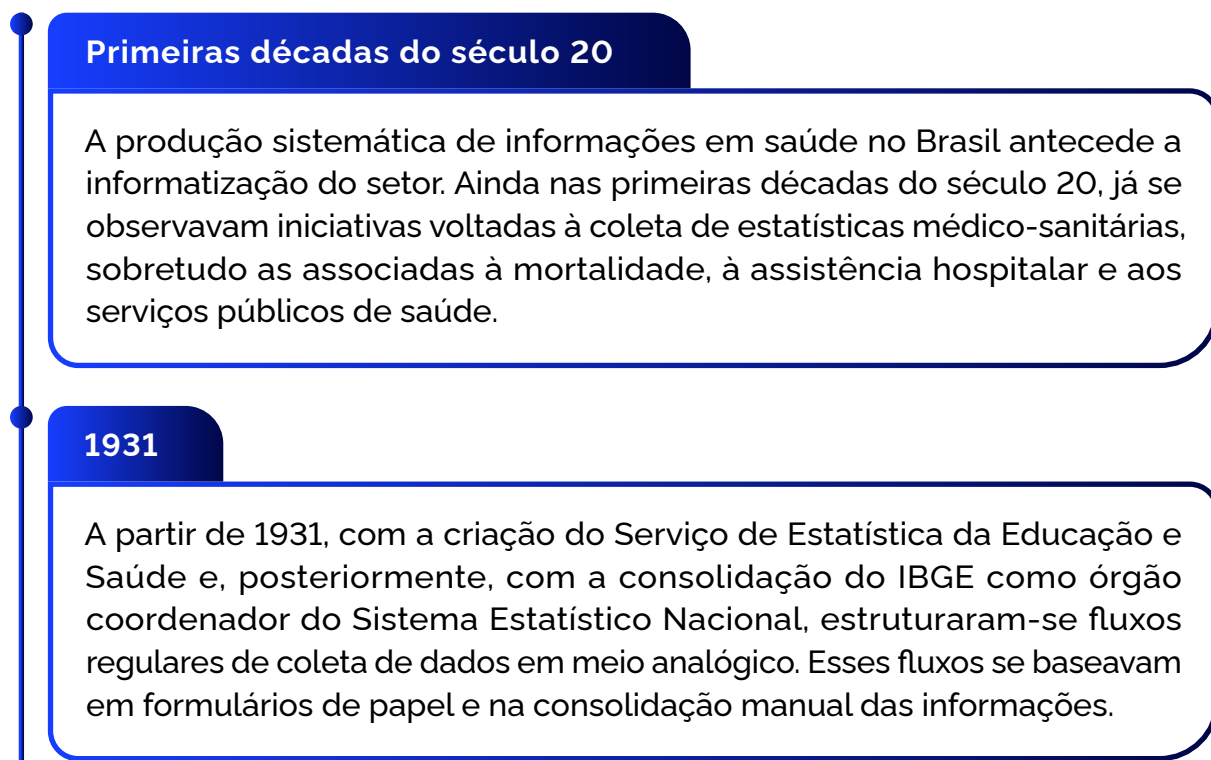 Primeiras décadas do século 20
A produção sistemática de informações em saúde no Brasil antecede a
informatização do setor. Ainda nas primeiras décadas do século 20, já se
observavam iniciativas voltadas à coleta de estatísticas médico-sanitárias,
sobretudo as associadas à mortalidade, à assistência hospitalar e aos
serviços públicos de saúde.
1931
A partir de 1931, com a criação do Serviço de Estatística da Educação e
Saúde e, posteriormente, com a consolidação do IBGE como órgão
coordenador do Sistema Estatístico Nacional, estruturaram-se fluxos
regulares de coleta de dados em meio analógico. Esses fluxos se baseavam
em formulários de papel e na consolidação manual das informações.